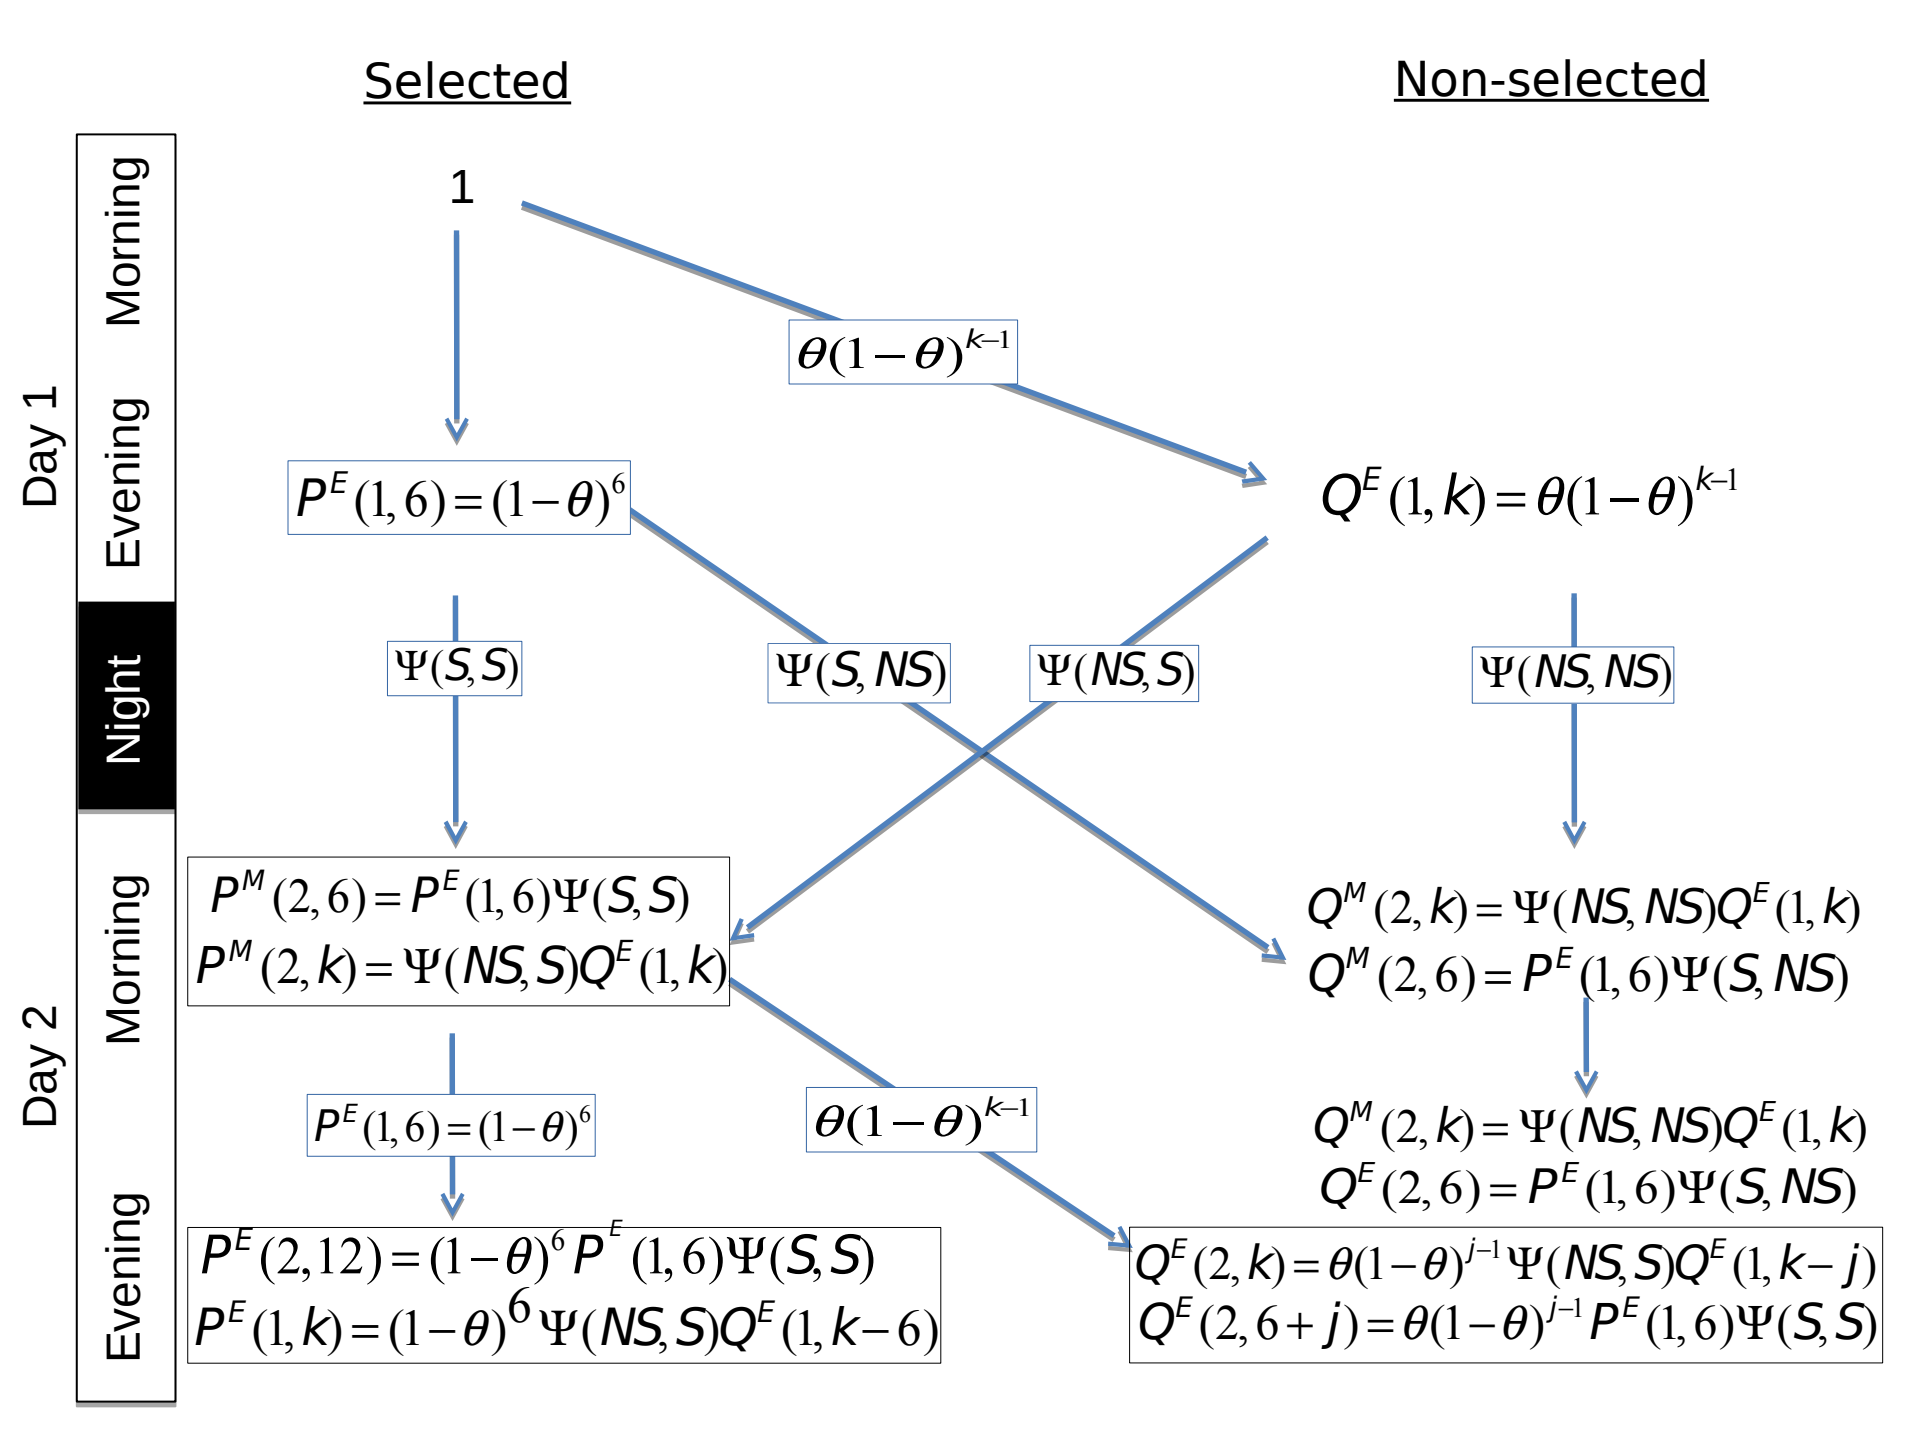 Selected
Non-selected
Day 1
Morning
Evening
Night
Day 2
Morning
Evening
1
θ(1−θ)^{k−1}
P^E(1,6)=(1−θ)^6
Q^E(1,k)=θ(1−θ)^{k−1}
Ψ(S,S)
Ψ(S,NS)
Ψ(NS,S)
Ψ(NS,NS)
P^M(2,6)=P^E(1,6)Ψ(S,S)
P^M(2,k)=Ψ(NS,S)Q^E(1,k)
Q^M(2,k)=Ψ(NS,NS)Q^E(1,k)
Q^M(2,6)=P^E(1,6)Ψ(S,NS)
P^E(1,6)=(1−θ)^6
θ(1−θ)^{k−1}
Q^M(2,k)=Ψ(NS,NS)Q^E(1,k)
Q^E(2,6)=P^E(1,6)Ψ(S,NS)
P^E(2,12)=(1−θ)^6 P^E(1,6)Ψ(S,S)
P^E(1,k)=(1−θ)^6 Ψ(NS,S)Q^E(1,k−6)
Q^E(2,k)=θ(1−θ)^{j−1}Ψ(NS,S)Q^E(1,k−j)
Q^E(2,6+j)=θ(1−θ)^{j−1}P^E(1,6)Ψ(S,S)